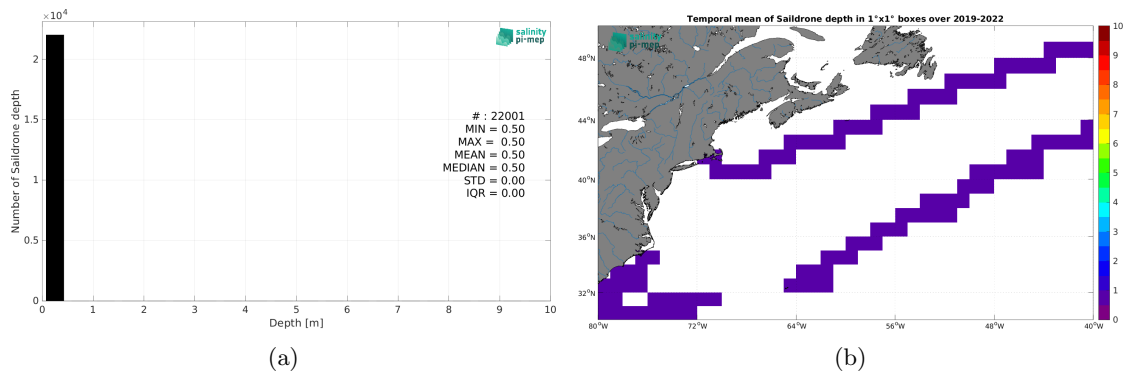 ×10⁴
2
1.5
1
0.5
0
Number of Saildrone depth
0 1 2 3 4 5 6 7 8 9 10
Depth [m]
salinity
pi-mep
# : 22001
MIN = 0.50
MAX = 0.50
MEAN = 0.50
MEDIAN = 0.50
STD = 0.00
IQR = 0.00
(a)
Temporal mean of Saildrone depth in 1°x1° boxes over 2019-2022
salinity
pi-mep
48°N
44°N
40°N
36°N
32°N
80°W 72°W 64°W 56°W 48°W 40°W
10
9
8
7
6
5
4
3
2
1
0
(b)